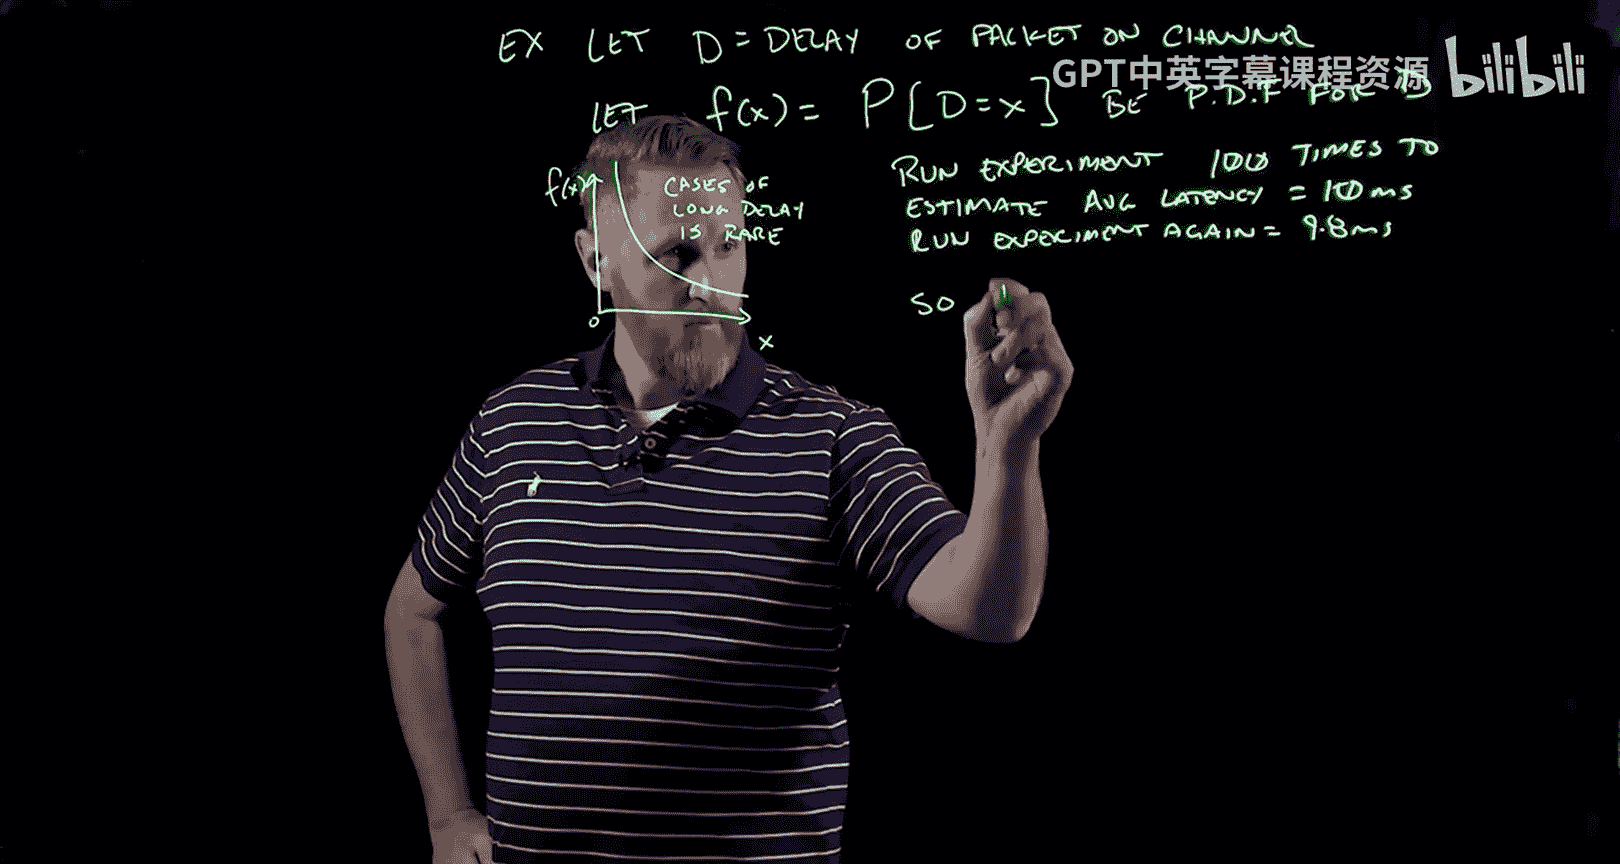 EX LET D = DELAY OF PACKET ON CHANNEL
GPT中英字幕课程资源 bilibili
LET f(x) = P[D=x] BE P.D.F FOR D
f(x)
CASES OF
LONG DELAY
IS RARE
0
x
RUN EXPERIMENT 100 TIMES TO
ESTIMATE AVG LATENCY = 10ms
RUN EXPERIMENT AGAIN = 9.8ms
SO